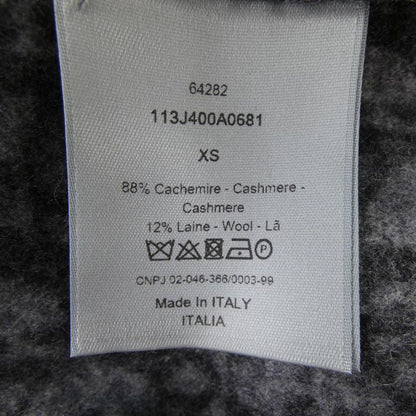 64282
113J400A0681
XS
88% Cachemire - Cashmere -
Cashmere
12% Laine - Wool - Lã
P
CNPJ 02-046-366/0003-99
Made In ITALY
ITALIA